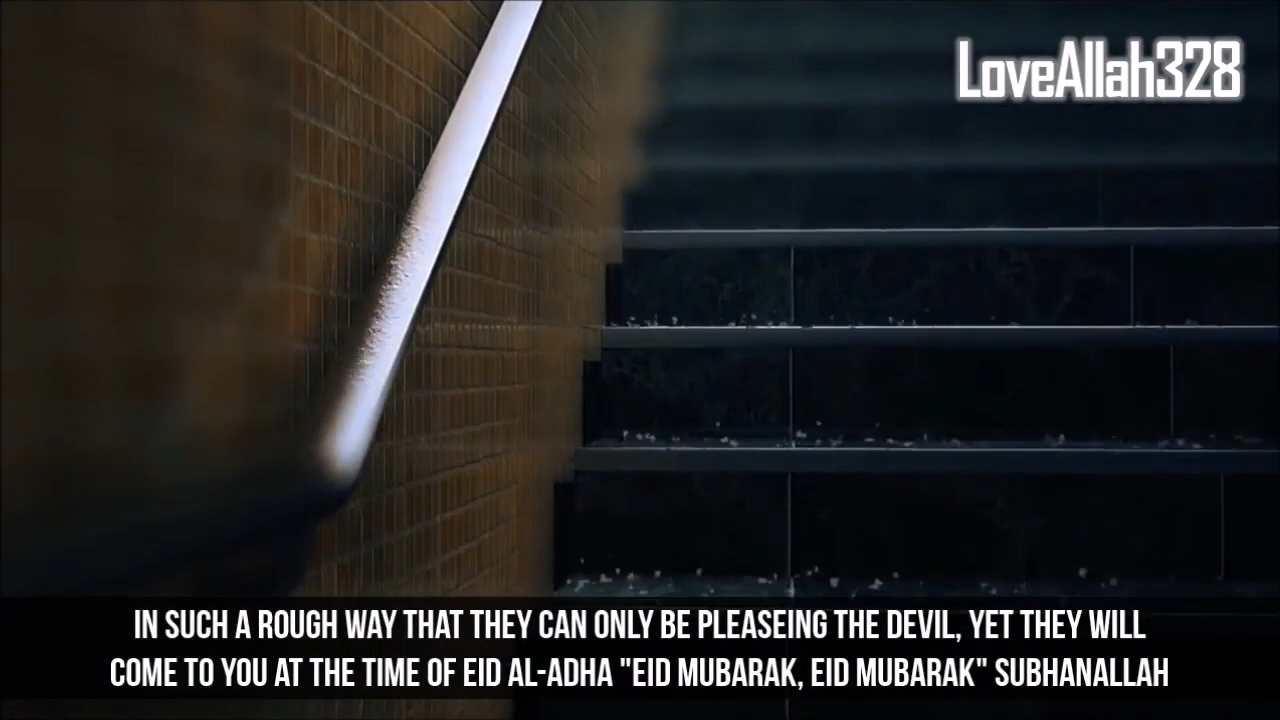 LoveAllah328
IN SUCH A ROUGH WAY THAT THEY CAN ONLY BE PLEASEING THE DEVIL, YET THEY WILL
COME TO YOU AT THE TIME OF EID AL-ADHA "EID MUBARAK, EID MUBARAK" SUBHANALLAH